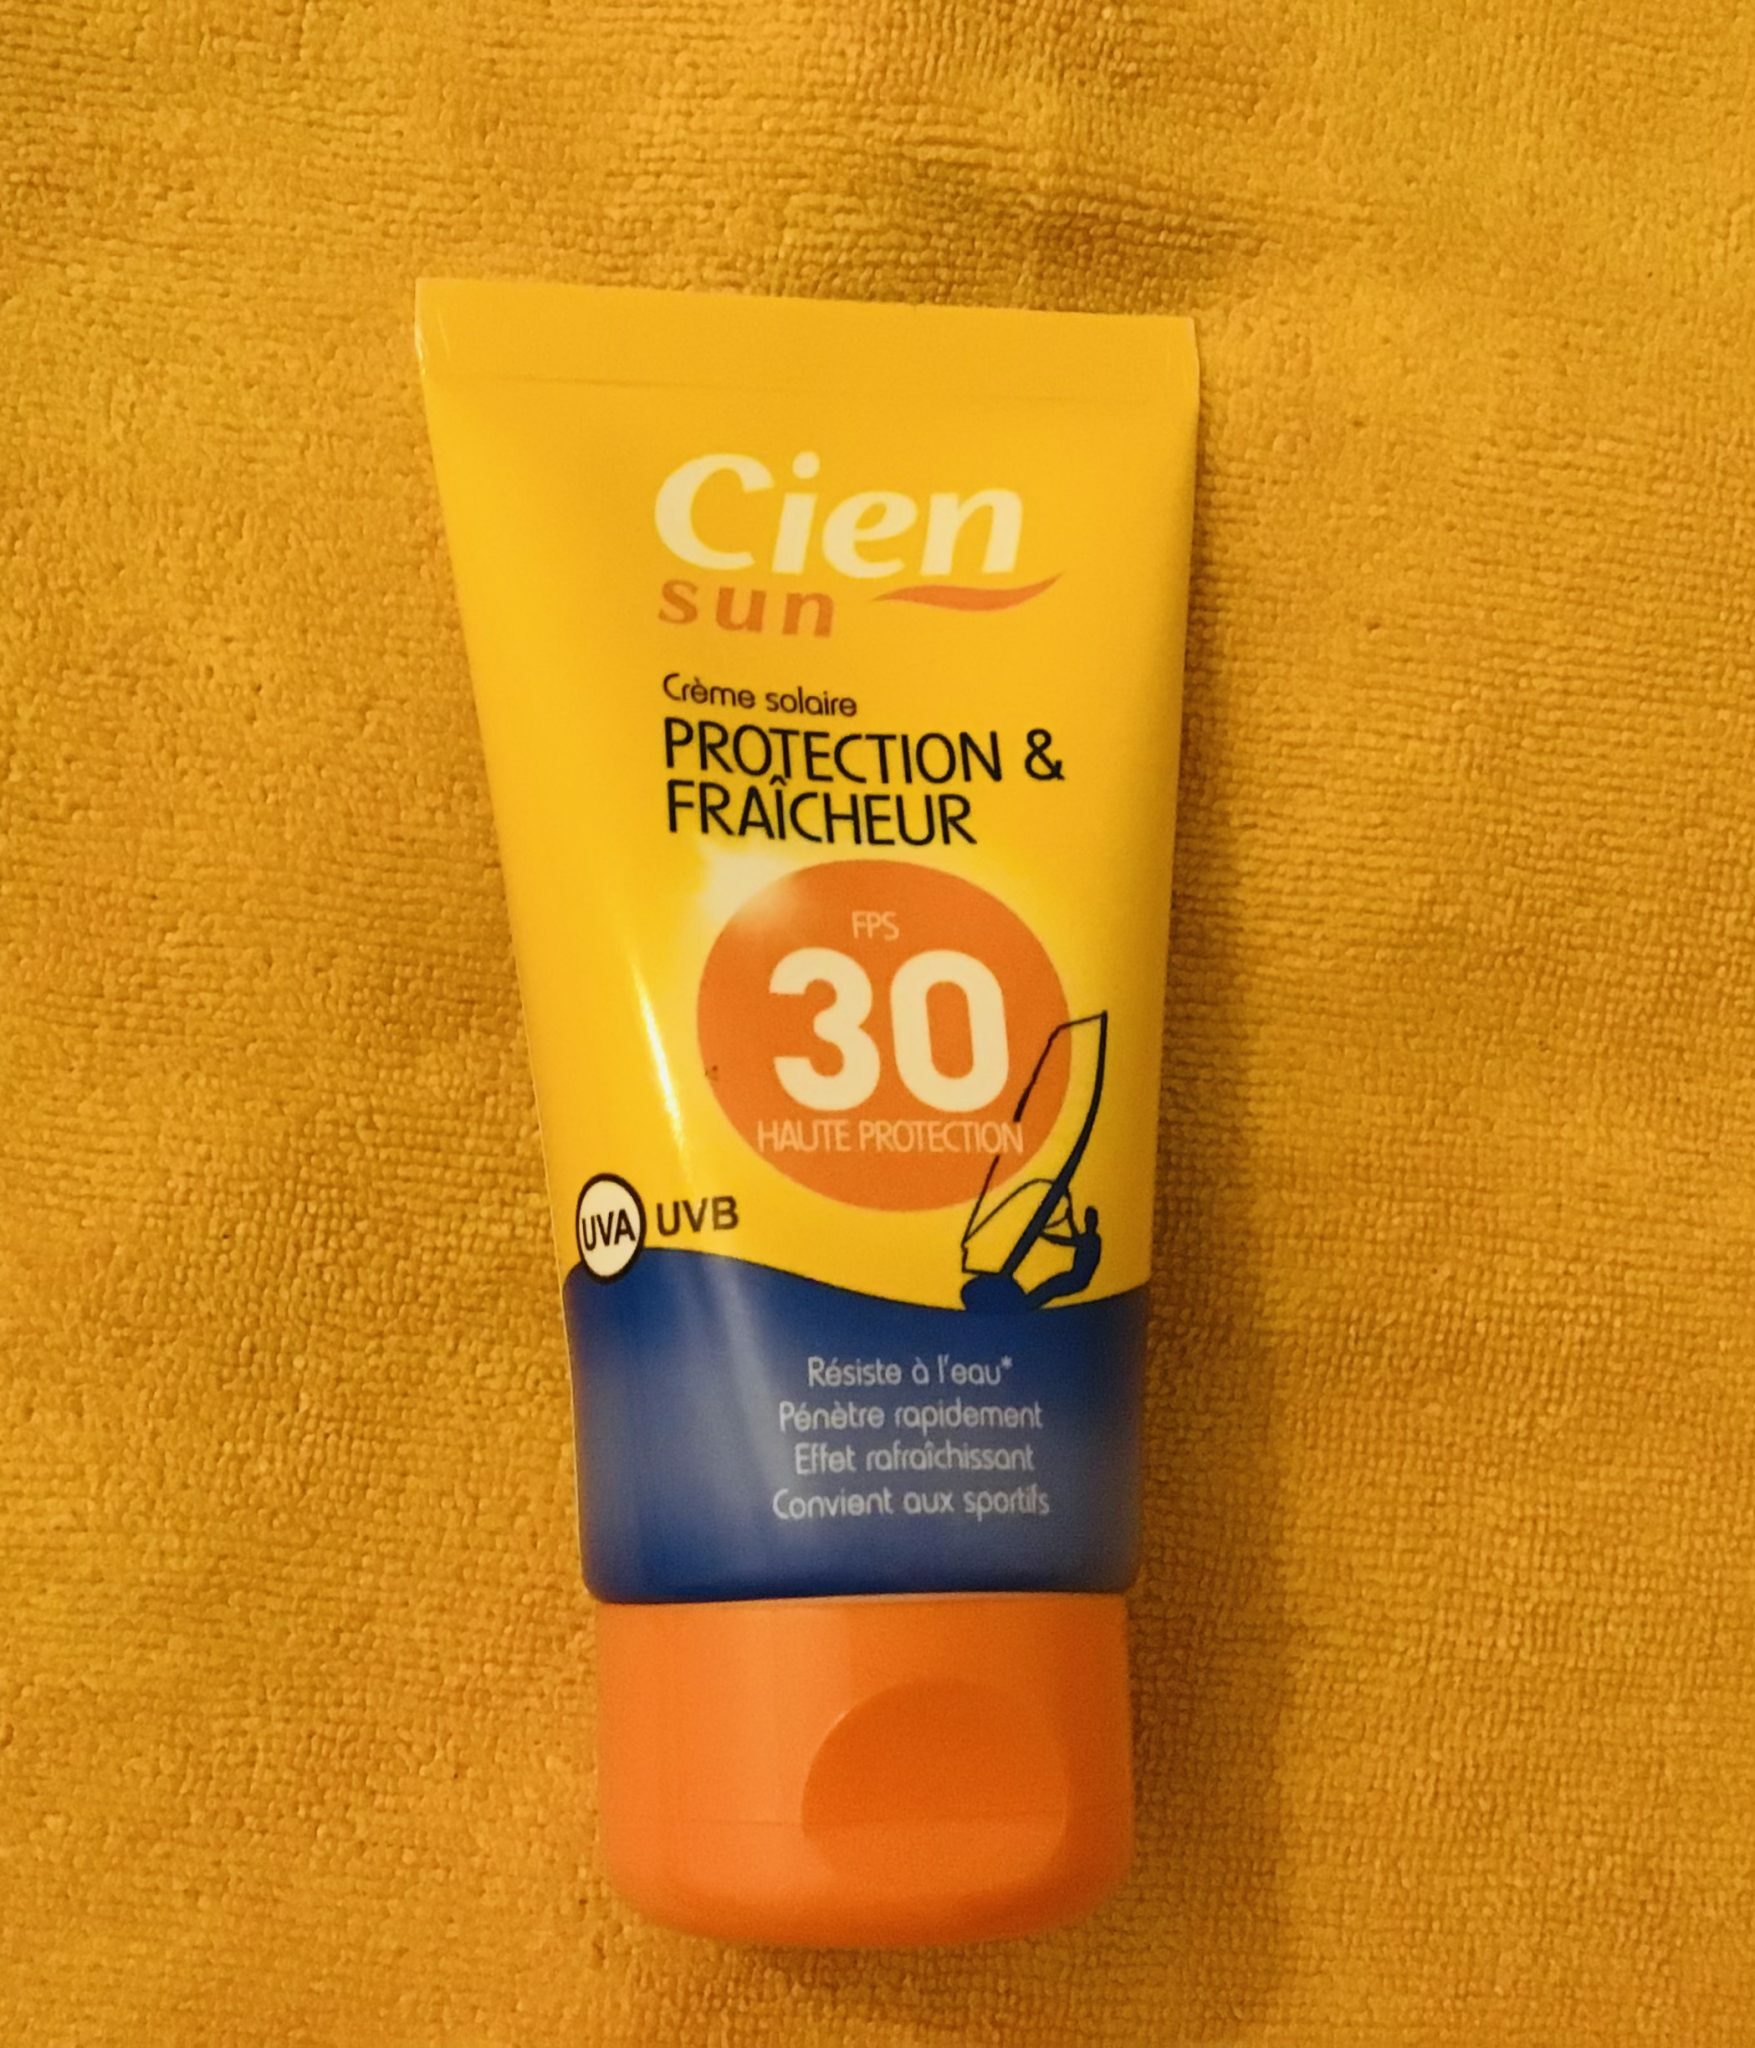 Cien
sun
Crème solaire
PROTECTION &
FRAÎCHEUR
FPS
30
HAUTE PROTECTION
UVA UVB
Résiste à l'eau*
Pénètre rapidement
Effet rafraîchissant
Convient aux sportifs